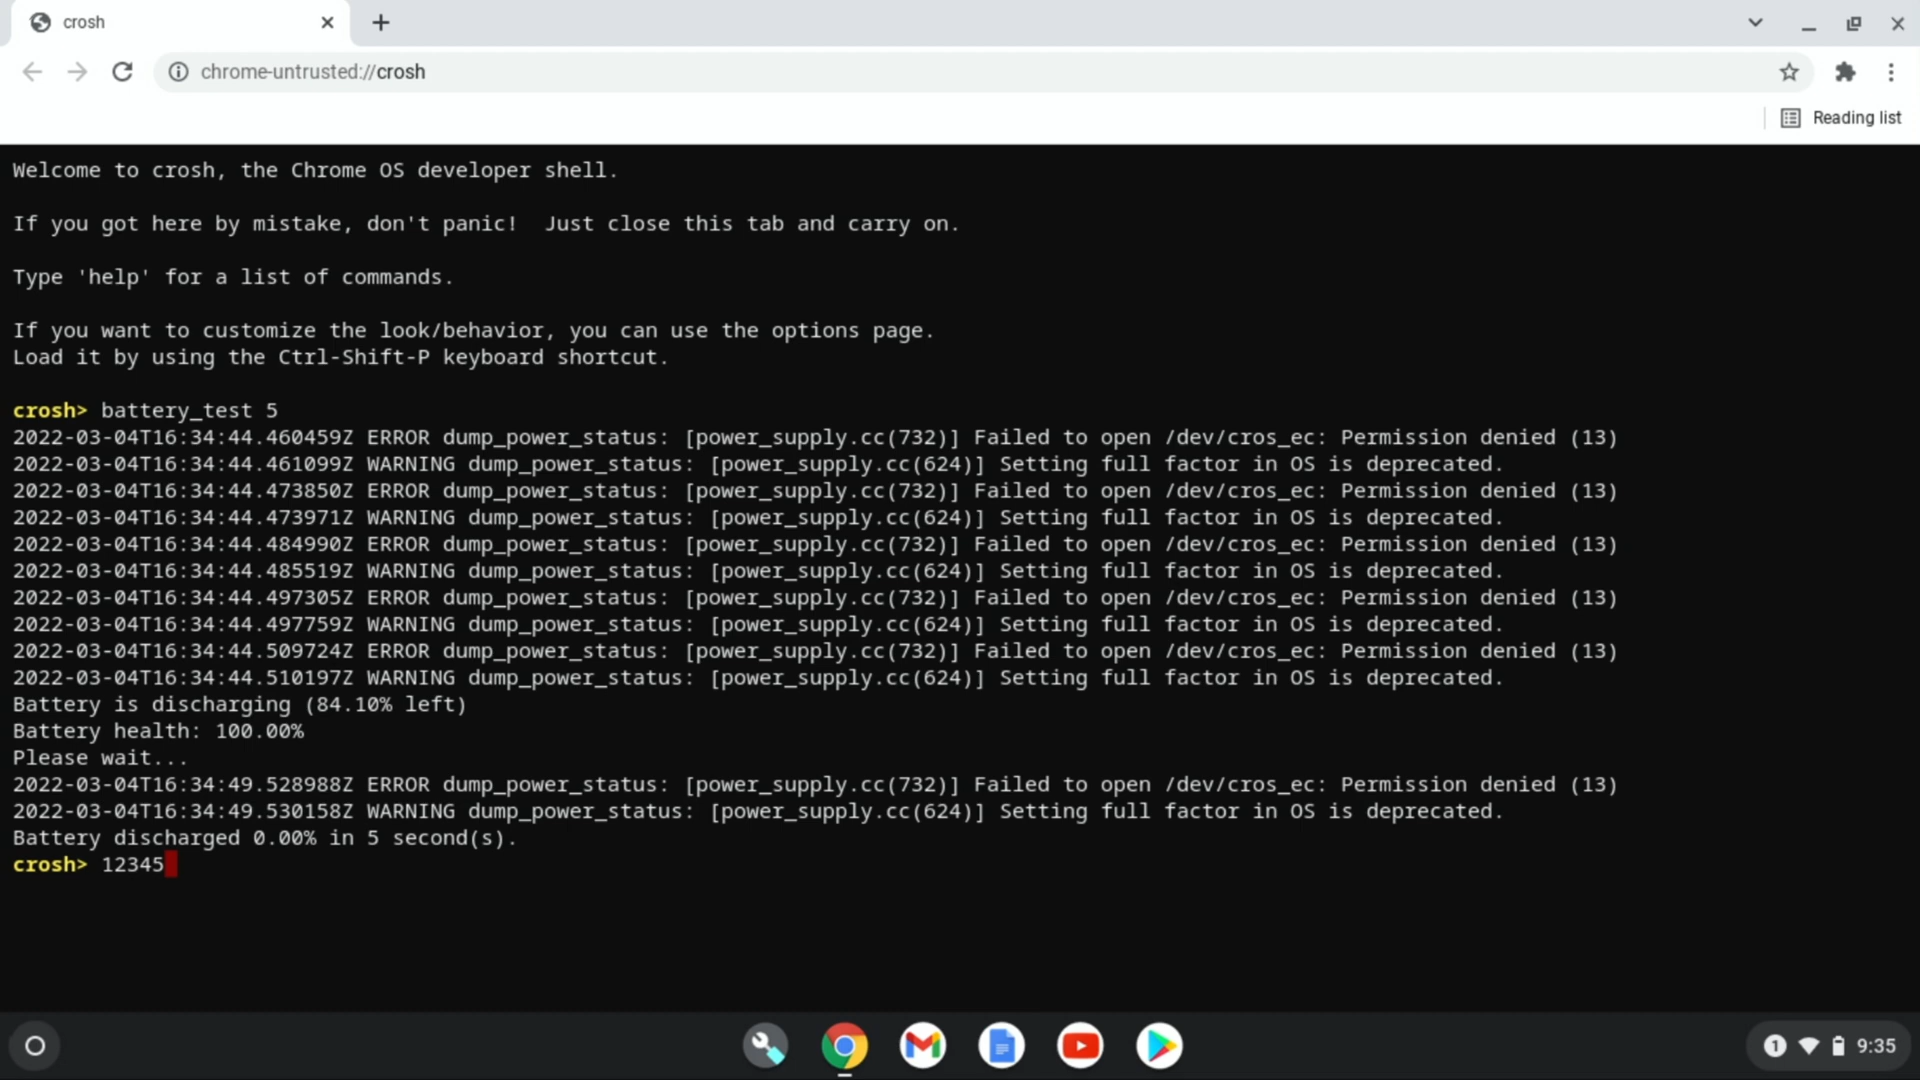 crosh
chrome-untrusted://crosh
Reading list
Welcome to crosh, the Chrome OS developer shell.
If you got here by mistake, don't panic!  Just close this tab and carry on.
Type 'help' for a list of commands.
If you want to customize the look/behavior, you can use the options page.
Load it by using the Ctrl-Shift-P keyboard shortcut.
crosh> battery_test 5
2022-03-04T16:34:44.460459Z ERROR dump_power_status: [power_supply.cc(732)] Failed to open /dev/cros_ec: Permission denied (13)
2022-03-04T16:34:44.461099Z WARNING dump_power_status: [power_supply.cc(624)] Setting full factor in OS is deprecated.
2022-03-04T16:34:44.473850Z ERROR dump_power_status: [power_supply.cc(732)] Failed to open /dev/cros_ec: Permission denied (13)
2022-03-04T16:34:44.473971Z WARNING dump_power_status: [power_supply.cc(624)] Setting full factor in OS is deprecated.
2022-03-04T16:34:44.484990Z ERROR dump_power_status: [power_supply.cc(732)] Failed to open /dev/cros_ec: Permission denied (13)
2022-03-04T16:34:44.485519Z WARNING dump_power_status: [power_supply.cc(624)] Setting full factor in OS is deprecated.
2022-03-04T16:34:44.497305Z ERROR dump_power_status: [power_supply.cc(732)] Failed to open /dev/cros_ec: Permission denied (13)
2022-03-04T16:34:44.497759Z WARNING dump_power_status: [power_supply.cc(624)] Setting full factor in OS is deprecated.
2022-03-04T16:34:44.509724Z ERROR dump_power_status: [power_supply.cc(732)] Failed to open /dev/cros_ec: Permission denied (13)
2022-03-04T16:34:44.510197Z WARNING dump_power_status: [power_supply.cc(624)] Setting full factor in OS is deprecated.
Battery is discharging (84.10% left)
Battery health: 100.00%
Please wait...
2022-03-04T16:34:49.528988Z ERROR dump_power_status: [power_supply.cc(732)] Failed to open /dev/cros_ec: Permission denied (13)
2022-03-04T16:34:49.530158Z WARNING dump_power_status: [power_supply.cc(624)] Setting full factor in OS is deprecated.
Battery discharged 0.00% in 5 second(s).
crosh> 12345
1 9:35